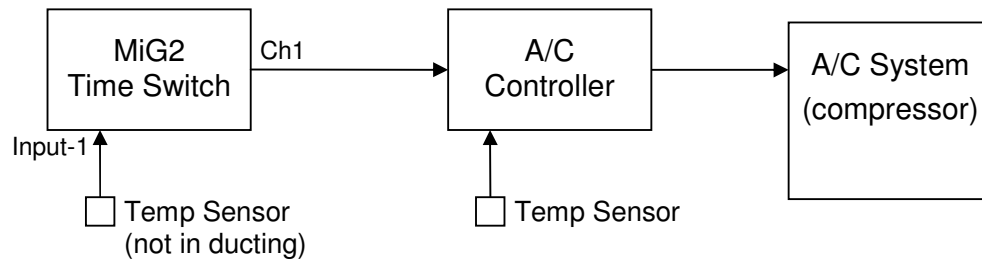 MiG2
Time Switch
Ch1
A/C
Controller
A/C System
(compressor)
Input-1
Temp Sensor
(not in ducting)
Temp Sensor